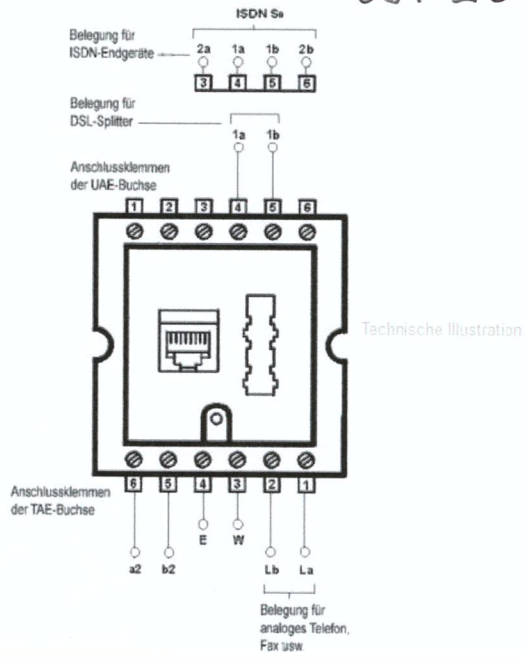 ISDN S₀
Belegung für
ISDN-Endgeräte
2a 1a 1b 2b
3 4 5 6
Belegung für
DSL-Splitter
1a 1b
Anschlussklemmen
der UAE-Buchse
1 2 3 4 5 6
Technische Illustration
Anschlussklemmen
der TAE-Buchse
6 5 4 3 2 1
E W
a2 b2 Lb La
Belegung für
analoges Telefon,
Fax usw.